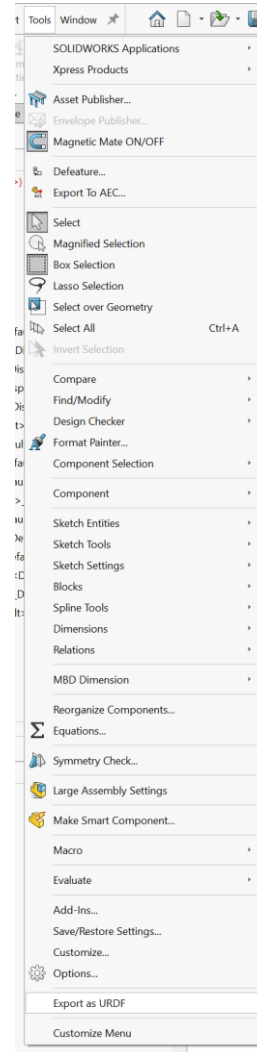 t Tools Window
SOLIDWORKS Applications
Xpress Products
Asset Publisher...
Envelope Publisher...
Magnetic Mate ON/OFF
Defeature...
Export To AEC...
Select
Magnified Selection
Box Selection
Lasso Selection
Select over Geometry
Select All Ctrl+A
Invert Selection
Compare
Find/Modify
Design Checker
Format Painter...
Component Selection
Component
Sketch Entities
Sketch Tools
Sketch Settings
Blocks
Spline Tools
Dimensions
Relations
MBD Dimension
Reorganize Components...
Equations...
Symmetry Check...
Large Assembly Settings
Make Smart Component...
Macro
Evaluate
Add-Ins...
Save/Restore Settings...
Customize...
Options...
Export as URDF
Customize Menu